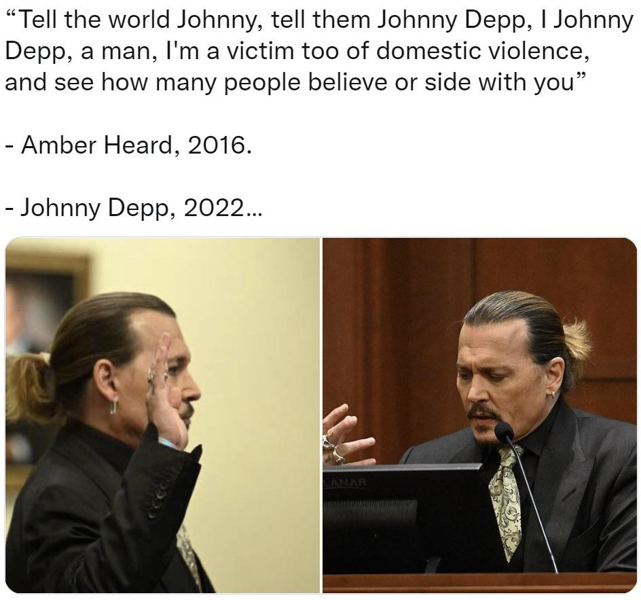 “Tell the world Johnny, tell them Johnny Depp, I Johnny
Depp, a man, I'm a victim too of domestic violence,
and see how many people believe or side with you”
- Amber Heard, 2016.
- Johnny Depp, 2022...
LANAR